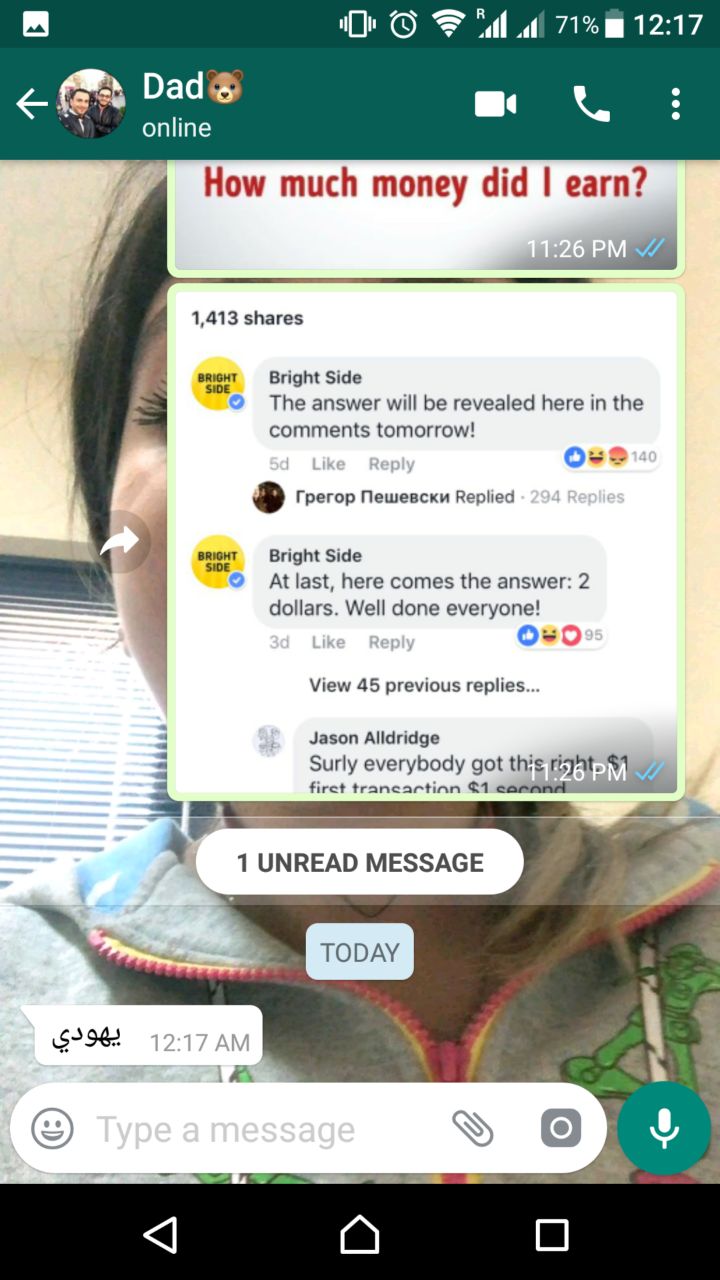 R 71% 12:17
Dad
online
How much money did I earn?
11:26 PM
1,413 shares
BRIGHT
SIDE
Bright Side
The answer will be revealed here in the
comments tomorrow!
140
5d Like Reply
Грегор Пешевски Replied · 294 Replies
BRIGHT
SIDE
Bright Side
At last, here comes the answer: 2
dollars. Well done everyone!
95
3d Like Reply
View 45 previous replies...
Jason Alldridge
Surly everybody got this right, $1
11:26 PM
first transaction $1 second
1 UNREAD MESSAGE
TODAY
يهودي
12:17 AM
Type a message